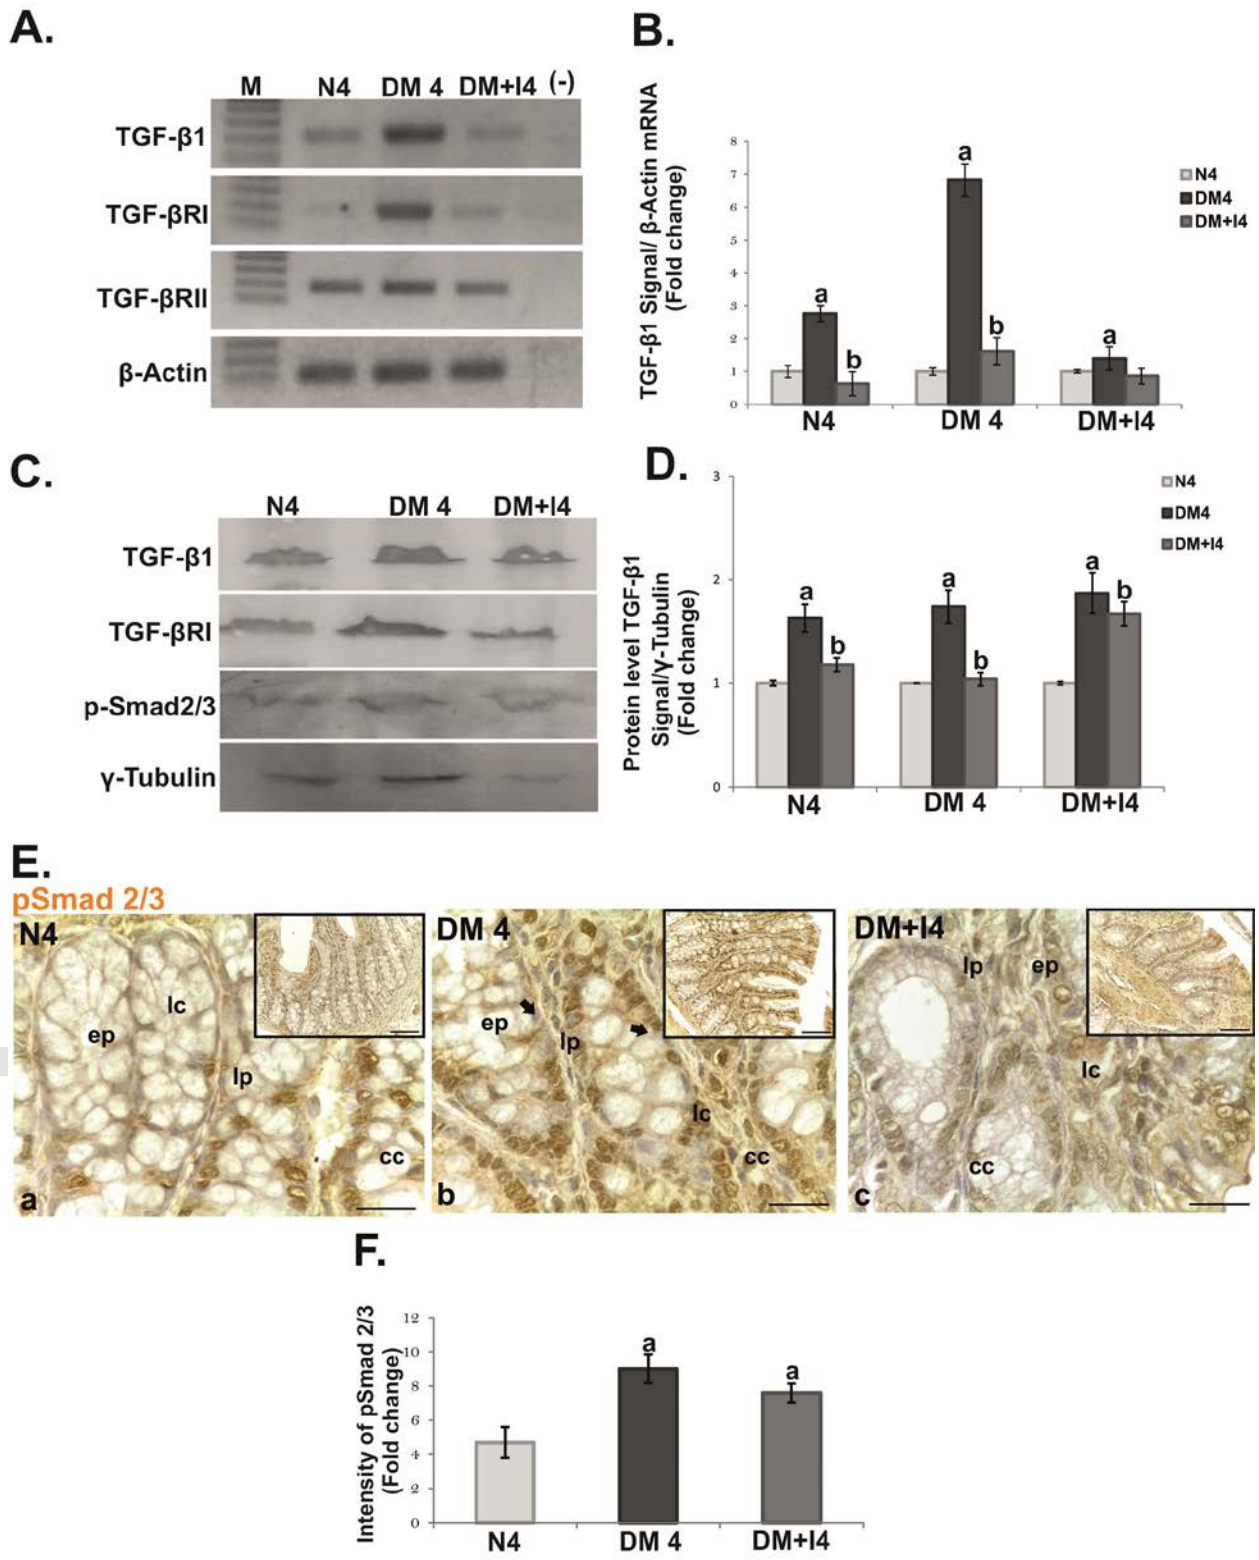 A.
M N4 DM 4 DM+I4 (-)
TGF-β1
TGF-βRI
TGF-βRII
β-Actin
B.
TGF-β1 Signal/ β-Actin mRNA
(Fold change)
8
7
6
5
4
3
2
1
0
a
b
a
b
a
N4 DM 4 DM+I4
N4
DM4
DM+I4
C.
N4 DM 4 DM+I4
TGF-β1
TGF-βRI
p-Smad2/3
γ-Tubulin
D.
Protein level TGF-β1
Signal/γ-Tubulin
(Fold change)
3
2
1
0
a
b
a
b
a
b
N4 DM 4 DM+I4
N4
DM4
DM+I4
E.
pSmad 2/3
N4
lc
ep
lp
cc
a
DM 4
ep
lp
lc
cc
b
DM+I4
lp ep
lc
cc
c
F.
Intensity of pSmad 2/3
(Fold change)
12
10
8
6
4
2
0
a
a
N4 DM 4 DM+I4